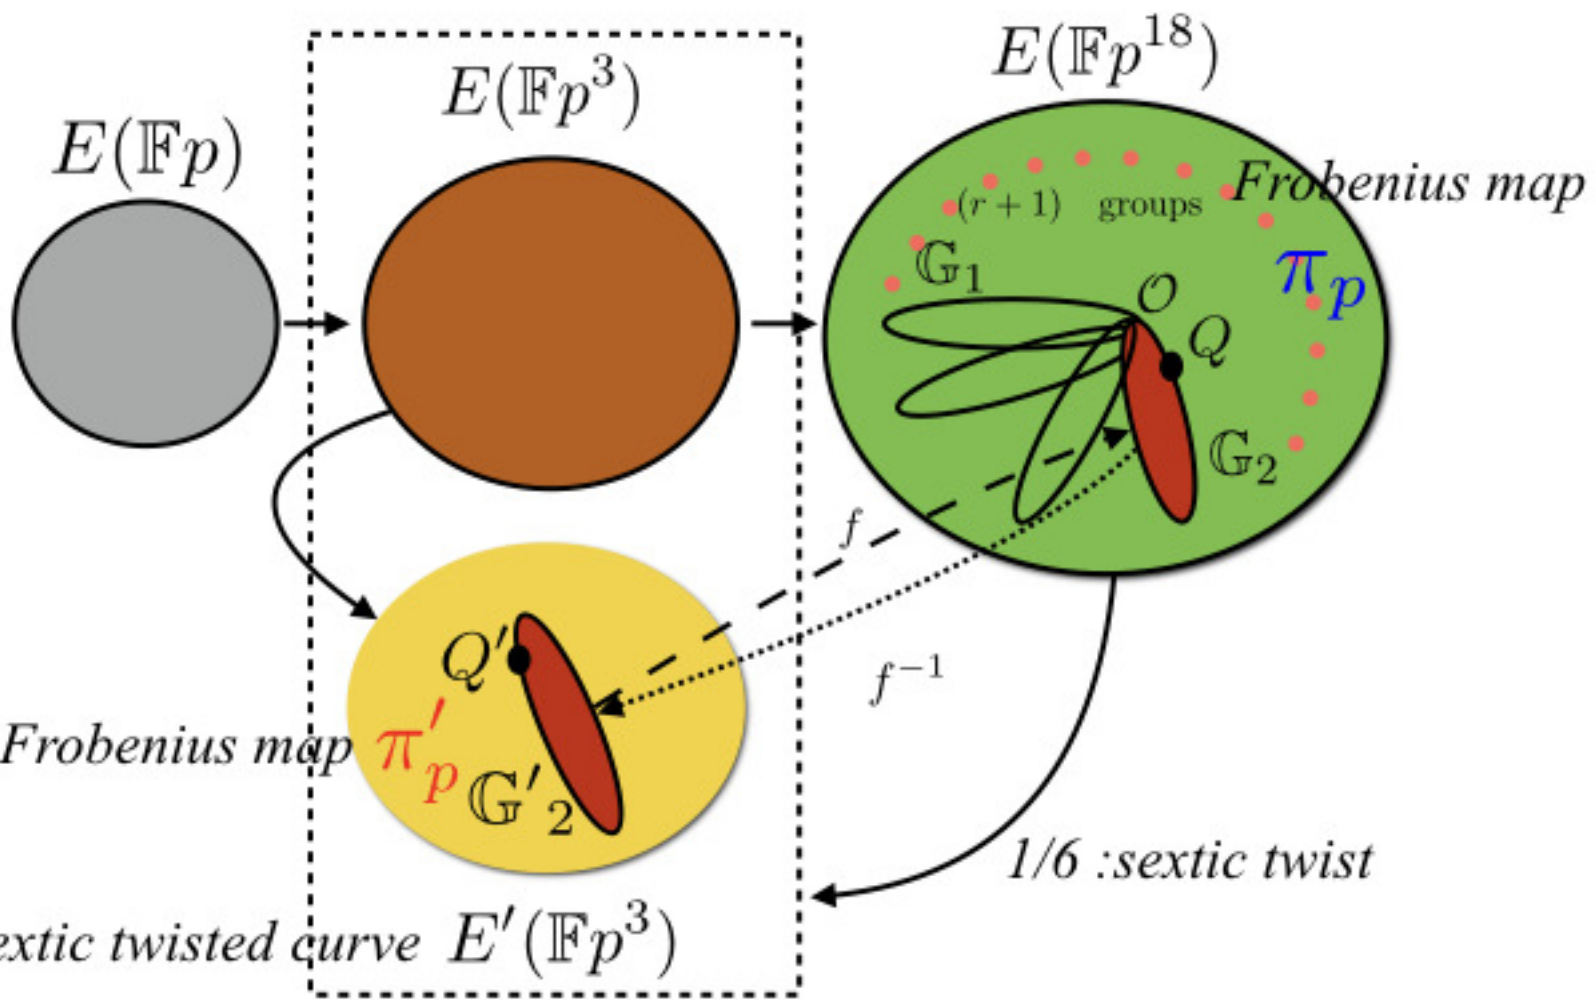 E(𝔽p)
E(𝔽p³)
E(𝔽p¹⁸)
Frobenius map
(r + 1) groups
π_p
𝔾₁
𝒪
Q
𝔾₂
f
f⁻¹
Q′
Frobenius map π′_p
𝔾′₂
1/6 :sextic twist
extic twisted curve E′(𝔽p³)